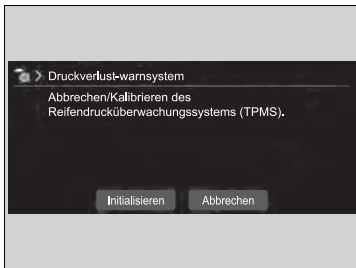 Druckverlust-warnsystem
Abbrechen/Kalibrieren des
Reifendrucküberwachungssystems (TPMS).
Initialisieren
Abbrechen